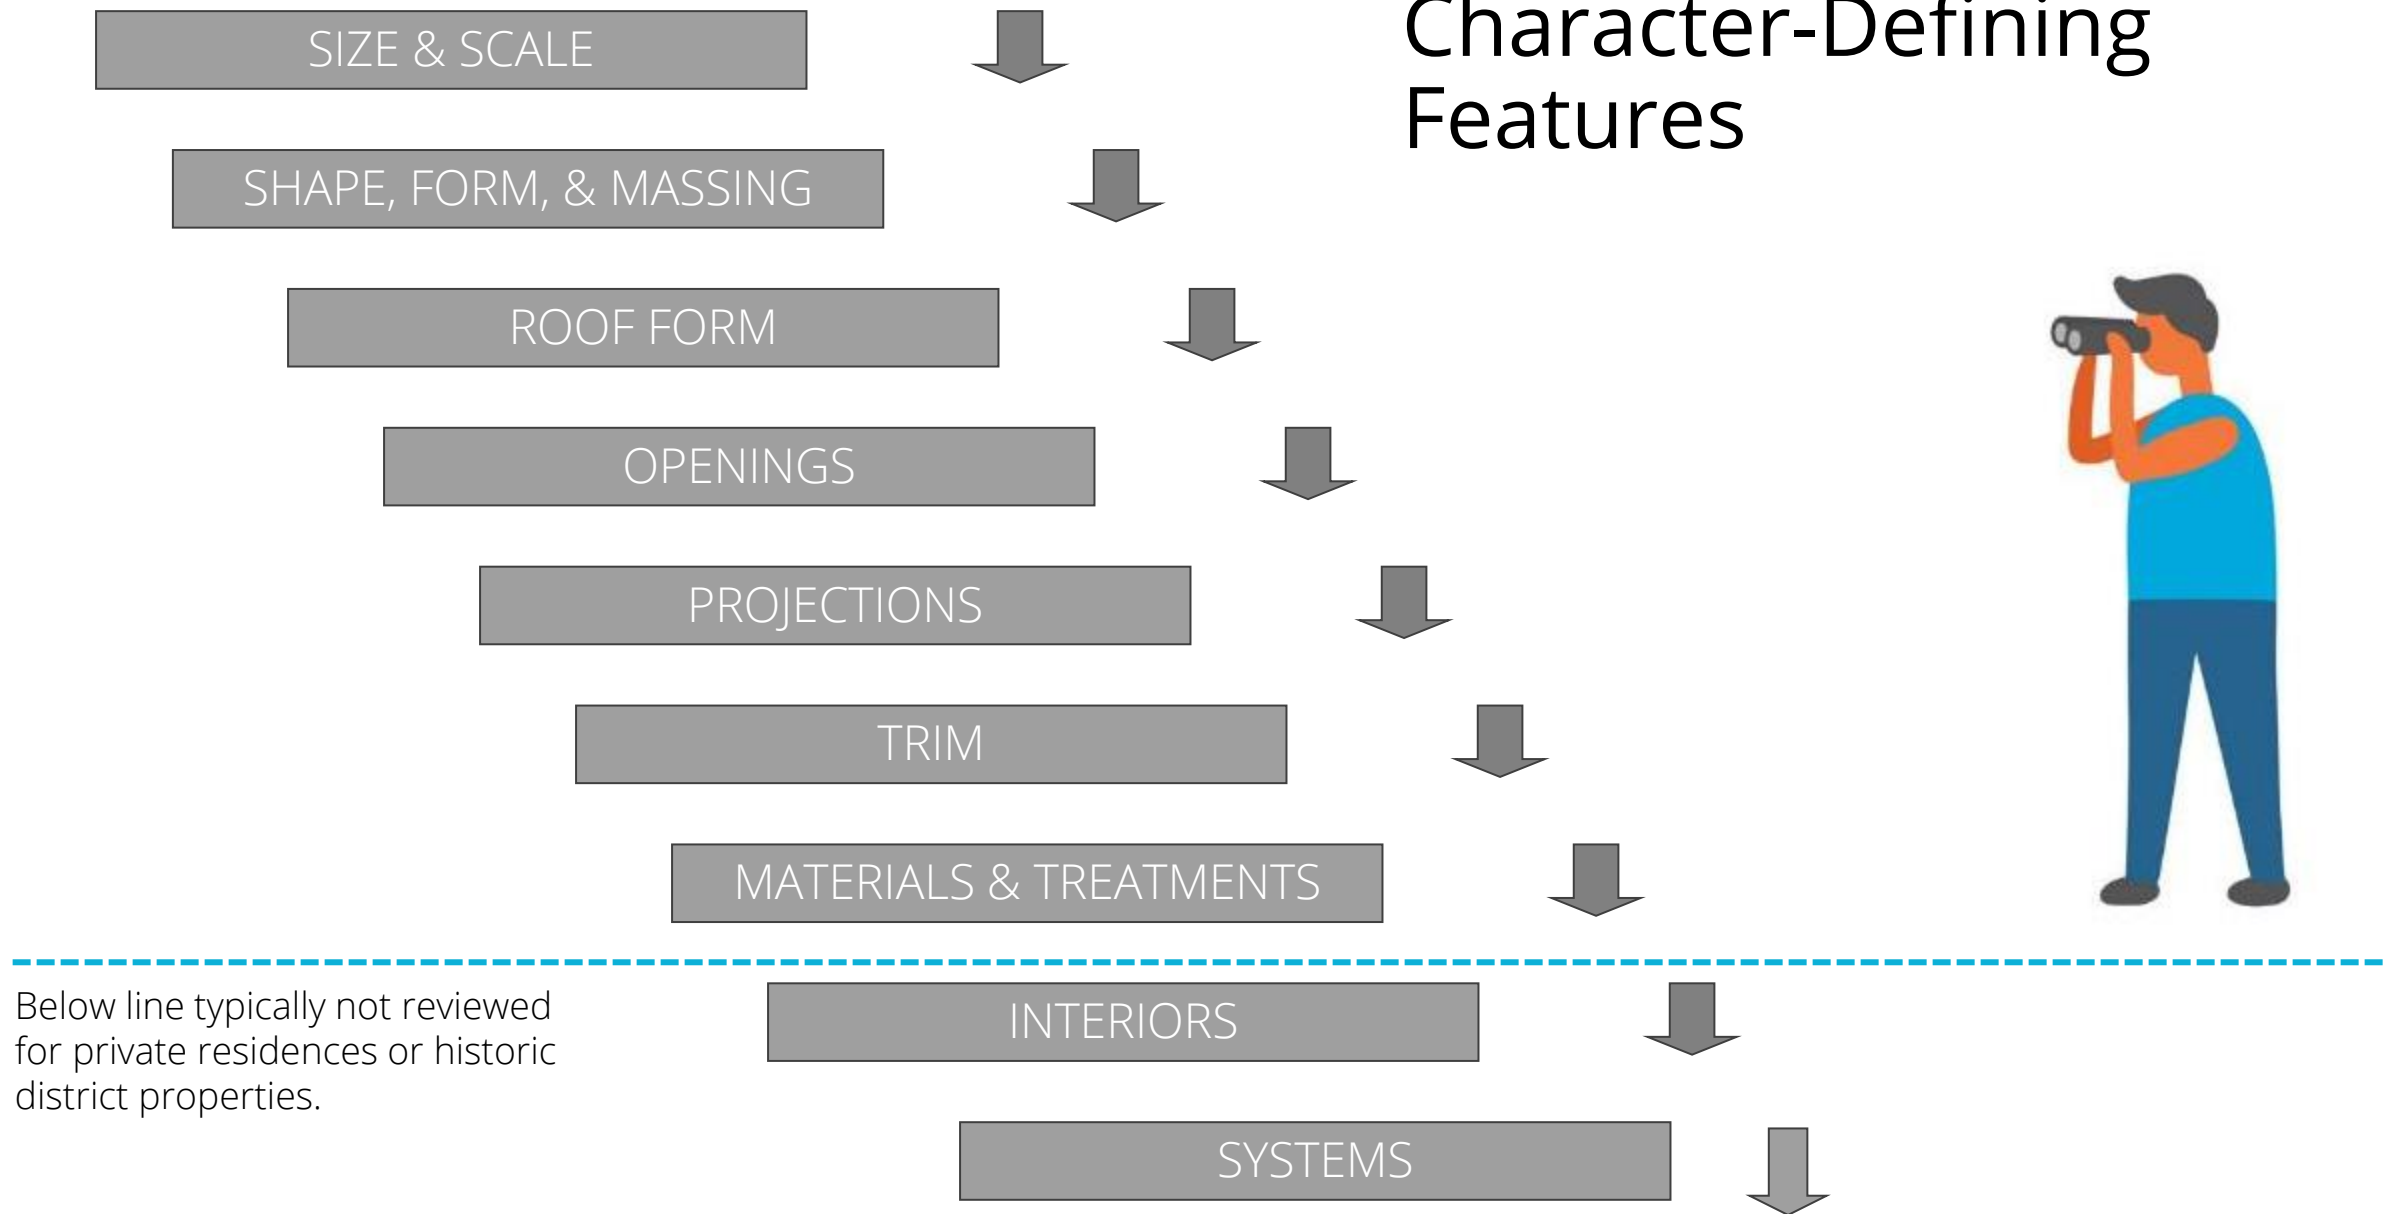 Character-Defining
Features
SIZE & SCALE
SHAPE, FORM, & MASSING
ROOF FORM
OPENINGS
PROJECTIONS
TRIM
MATERIALS & TREATMENTS
Below line typically not reviewed
for private residences or historic
district properties.
INTERIORS
SYSTEMS